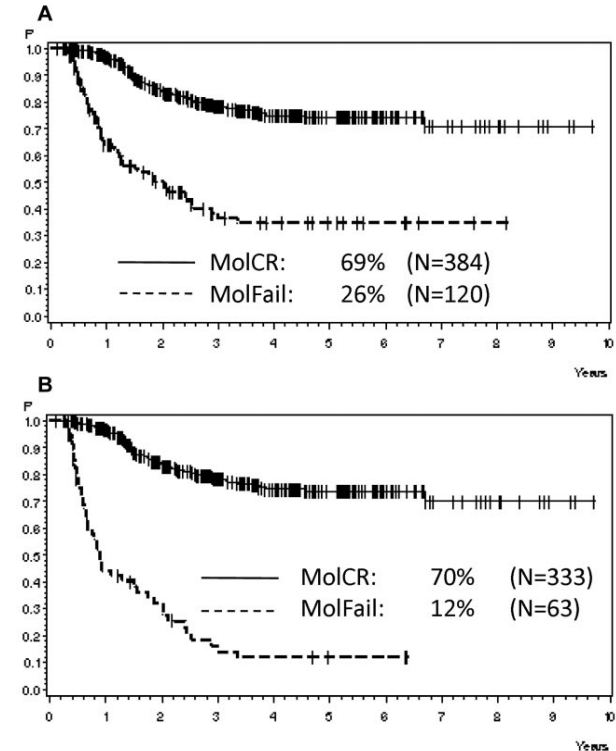 A
P
1.0
0.9
0.8
0.7
0.6
0.5
0.4
0.3
0.2
0.1
0.0
MolCR: 69% (N=384)
MolFail: 26% (N=120)
0 1 2 3 4 5 6 7 8 9 10
Years
B
P
1.0
0.9
0.8
0.7
0.6
0.5
0.4
0.3
0.2
0.1
0.0
MolCR: 70% (N=333)
MolFail: 12% (N=63)
0 1 2 3 4 5 6 7 8 9 10
Years